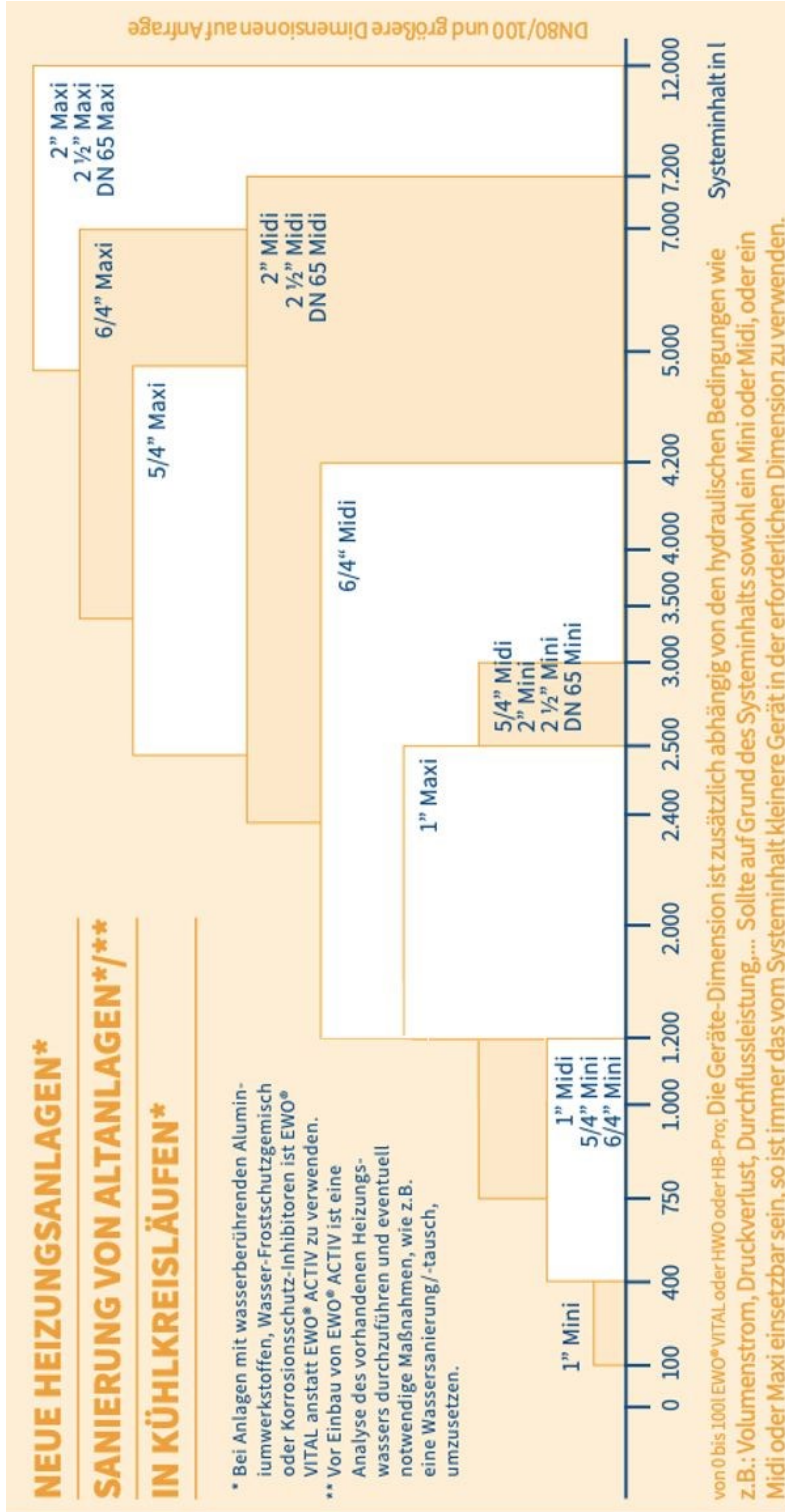 NEUE HEIZUNGSANLAGEN*
SANIERUNG VON ALTANLAGEN*/**
IN KÜHLKREISLÄUFEN*
* Bei Anlagen mit wasserberührenden Alumin-
iumwerkstoffen, Wasser-Frostschutzgemisch
oder Korrosionsschutz-Inhibitoren ist EWO®
VITAL anstatt EWO® ACTIV zu verwenden.
** Vor Einbau von EWO® ACTIV ist eine
Analyse des vorhandenen Heizungs-
wassers durchzuführen und eventuell
notwendige Maßnahmen, wie z.B.
eine Wassersanierung/-tausch,
umzusetzen.
1” Mini
1” Midi
5/4” Mini
6/4” Mini
1” Maxi
5/4” Midi
2” Mini
2 ½” Mini
DN 65 Mini
6/4“ Midi
5/4” Maxi
2” Midi
2 ½” Midi
DN 65 Midi
6/4” Maxi
2” Maxi
2 ½” Maxi
DN 65 Maxi
DN80/100 und größere Dimensionen auf Anfrage
0 100 400 750 1.000 1.200 2.000 2.400 2.500 3.000 3.500 4.000 4.200 5.000 7.000 7.200 12.000
Systeminhalt in l
von 0 bis 100l EWO® VITAL oder HWO oder HB-Pro; Die Geräte-Dimension ist zusätzlich abhängig von den hydraulischen Bedingungen wie
z.B.: Volumenstrom, Druckverlust, Durchflussleistung,... Sollte auf Grund des Systeminhalts sowohl ein Mini oder Midi, oder ein
Midi oder Maxi einsetzbar sein, so ist immer das vom Systeminhalt kleinere Gerät in der erforderlichen Dimension zu verwenden.